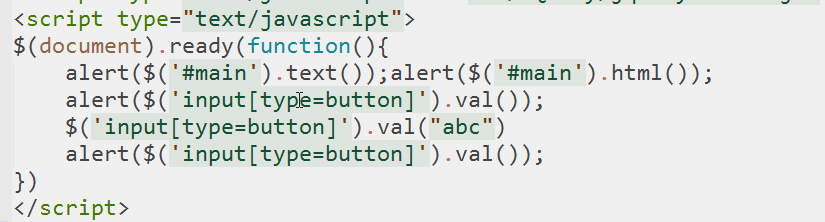 <script type="text/javascript">
$(document).ready(function(){
    alert($('#main').text());alert($('#main').html());
    alert($('input[type=button]').val());
    $('input[type=button]').val("abc")
    alert($('input[type=button]').val());
})
</script>